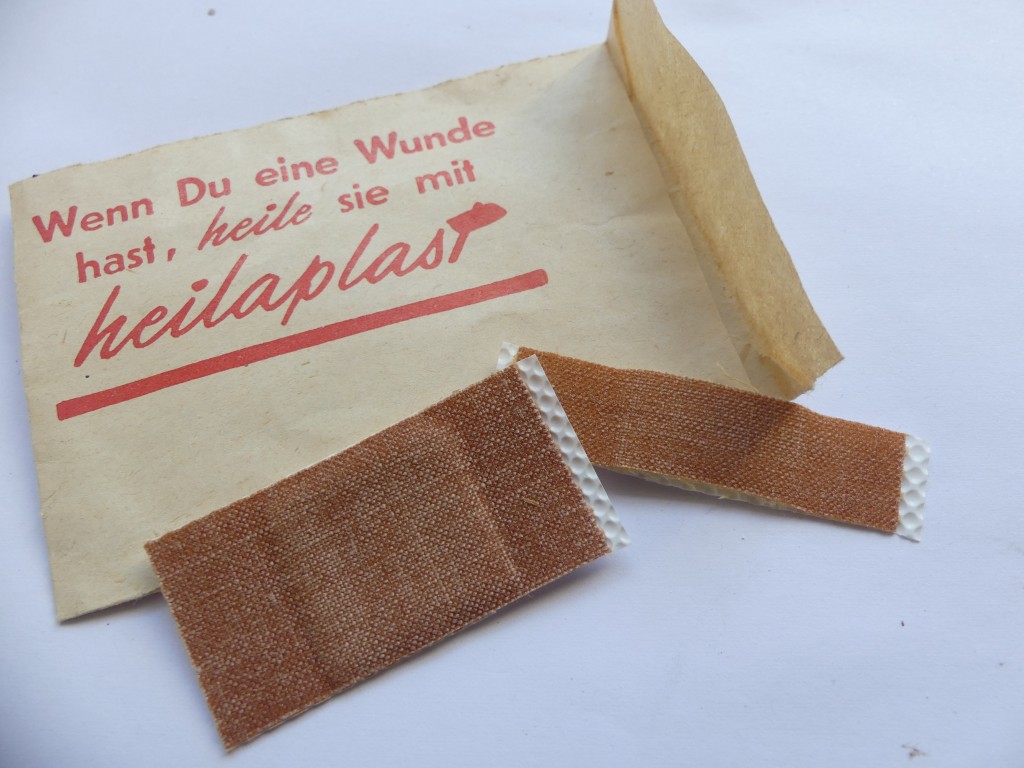 Wenn Du eine Wunde
hast, heile sie mit
heilaplast